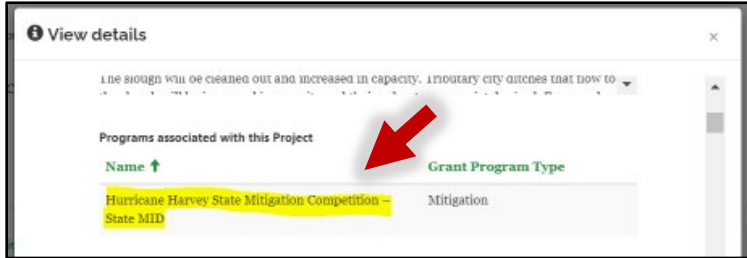 View details
×
The slough will be cleaned out and increased in capacity. Tributary city ditches that flow to
Programs associated with this Project
Name ↑ Grant Program Type
Hurricane Harvey State Mitigation Competition – Mitigation
State MID